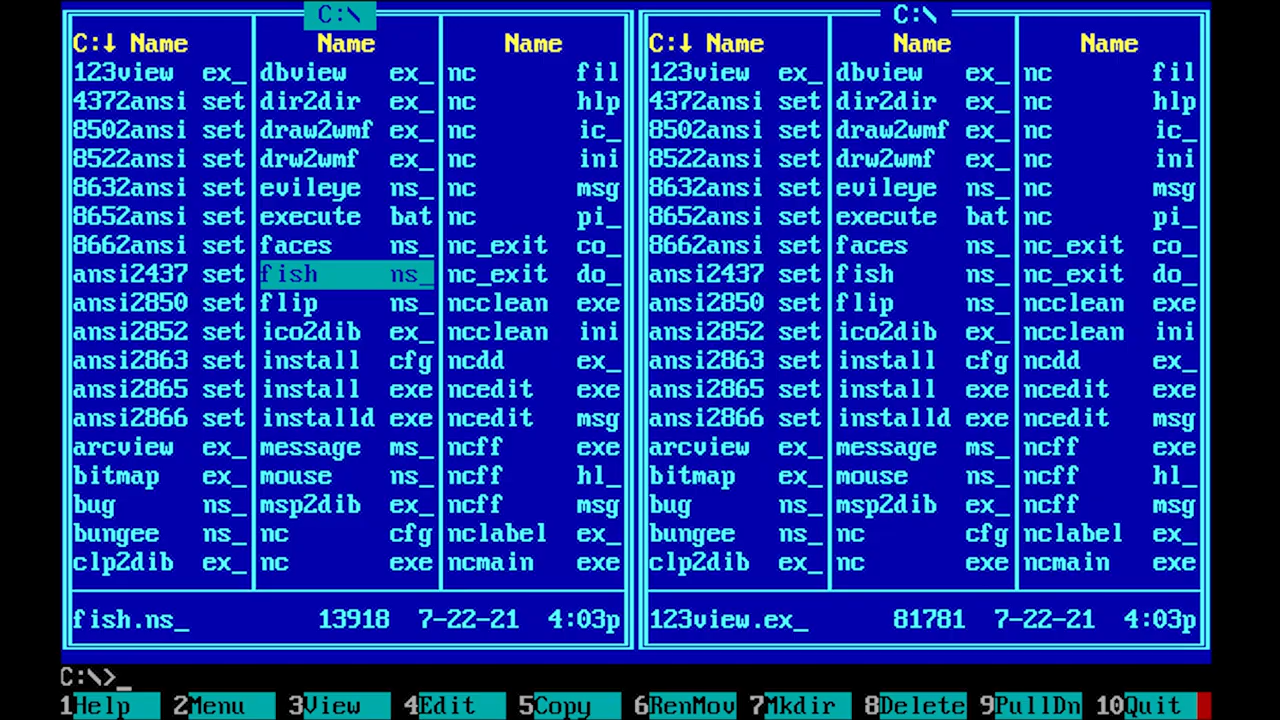 C:\ C:\
C:↓ Name Name Name C:↓ Name Name Name
123view ex_ dbview ex_ nc fil 123view ex_ dbview ex_ nc fil
4372ansi set dir2dir ex_ nc hlp 4372ansi set dir2dir ex_ nc hlp
8502ansi set draw2wmf ex_ nc ic_ 8502ansi set draw2wmf ex_ nc ic_
8522ansi set drw2wmf ex_ nc ini 8522ansi set drw2wmf ex_ nc ini
8632ansi set evileye ns_ nc msg 8632ansi set evileye ns_ nc msg
8652ansi set execute bat nc pi_ 8652ansi set execute bat nc pi_
8662ansi set faces ns_ nc_exit co_ 8662ansi set faces ns_ nc_exit co_
ansi2437 set fish ns_ nc_exit do_ ansi2437 set fish ns_ nc_exit do_
ansi2850 set flip ns_ ncclean exe ansi2850 set flip ns_ ncclean exe
ansi2852 set ico2dib ex_ ncclean ini ansi2852 set ico2dib ex_ ncclean ini
ansi2863 set install cfg ncdd ex_ ansi2863 set install cfg ncdd ex_
ansi2865 set install exe ncedit exe ansi2865 set install exe ncedit exe
ansi2866 set installd exe ncedit msg ansi2866 set installd exe ncedit msg
arcview ex_ message ms_ ncff exe arcview ex_ message ms_ ncff exe
bitmap ex_ mouse ns_ ncff hl_ bitmap ex_ mouse ns_ ncff hl_
bug ns_ msp2dib ex_ ncff msg bug ns_ msp2dib ex_ ncff msg
bungee ns_ nc cfg nclabel ex_ bungee ns_ nc cfg nclabel ex_
clp2dib ex_ nc exe ncmain exe clp2dib ex_ nc exe ncmain exe
fish.ns_ 13918 7-22-21 4:03p 123view.ex_ 81781 7-22-21 4:03p
C:\>_
1Help 2Menu 3View 4Edit 5Copy 6RenMov 7Mkdir 8Delete 9PullDn 10Quit